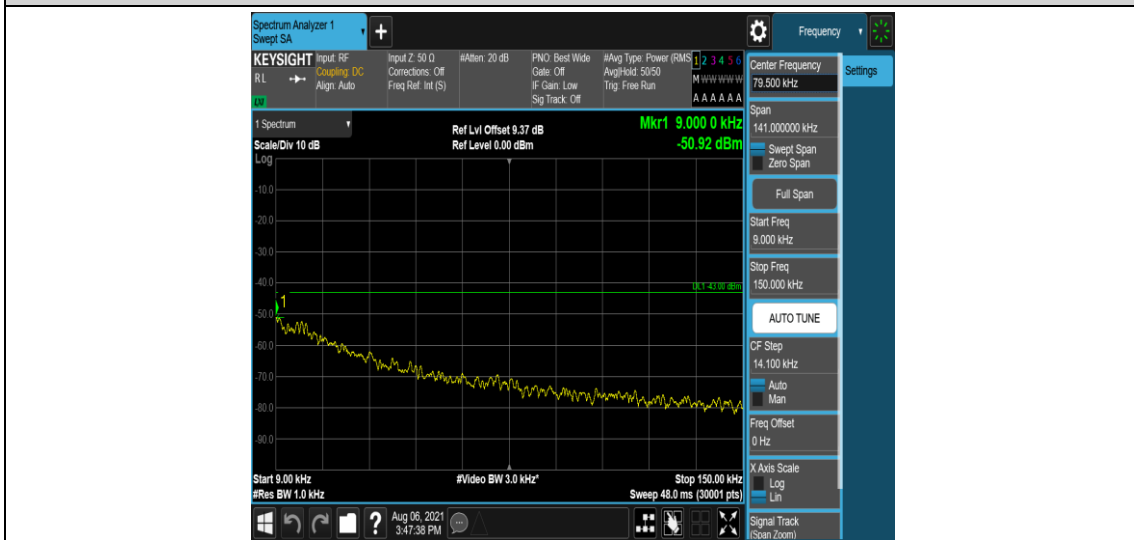 Spectrum Analyzer 1
Swept SA
+
Frequency
KEYSIGHT
RL
Input: RF
Coupling: DC
Align: Auto
Input Z: 50 Ω
Corrections: Off
Freq Ref: Int (S)
#Atten: 20 dB
PNO: Best Wide
Gate: Off
IF Gain: Low
Sig Track: Off
#Avg Type: Power (RMS
Avg|Hold: 50/50
Trig: Free Run
1 2 3 4 5 6
M W W W W W
A A A A A A
1 Spectrum
Scale/Div 10 dB
Log
Ref Lvl Offset 9.37 dB
Ref Level 0.00 dBm
Mkr1 9.000 0 kHz
-50.92 dBm
-10.0
-20.0
-30.0
-40.0
-50.0
-60.0
-70.0
-80.0
-90.0
DL1 -43.00 dBm
1
Start 9.00 kHz
#Res BW 1.0 kHz
#Video BW 3.0 kHz*
Stop 150.00 kHz
Sweep 48.0 ms (30001 pts)
Aug 06, 2021
3:47:38 PM
?
Center Frequency
79.500 kHz
Settings
Span
141.000000 kHz
Swept Span
Zero Span
Full Span
Start Freq
9.000 kHz
Stop Freq
150.000 kHz
AUTO TUNE
CF Step
14.100 kHz
Auto
Man
Freq Offset
0 Hz
X Axis Scale
Log
Lin
Signal Track
(Span Zoom)